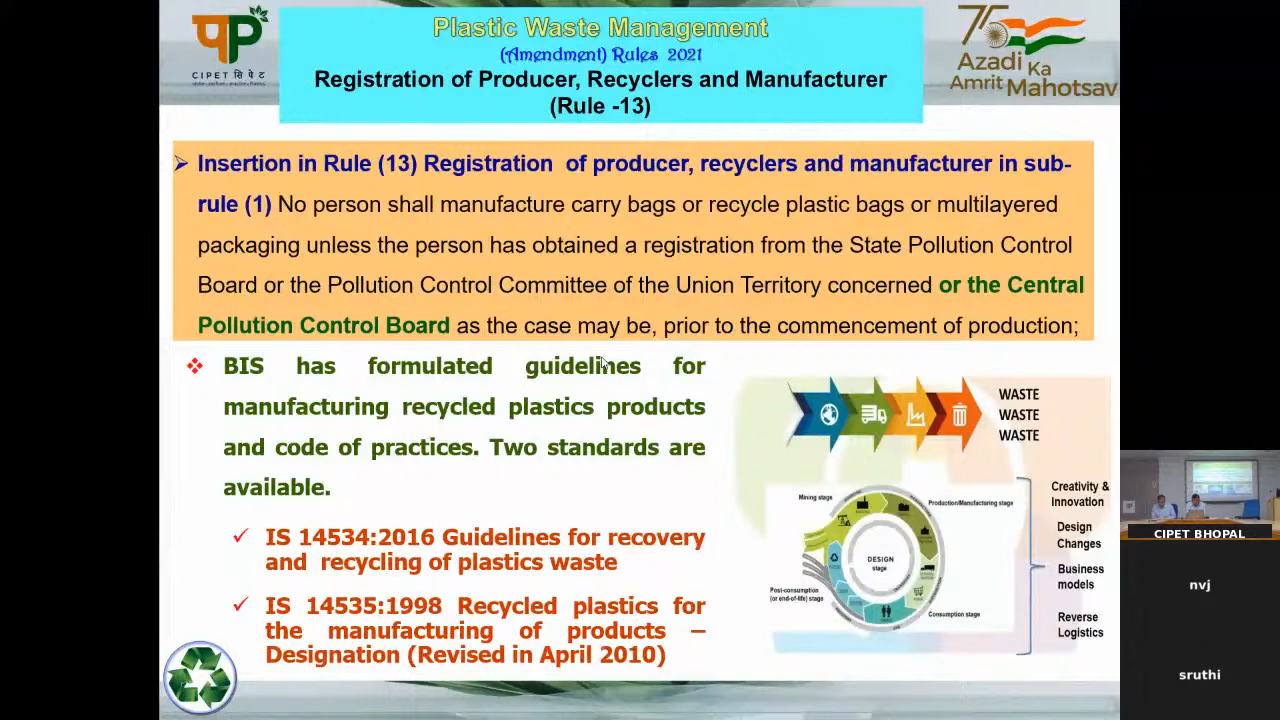 Plastic Waste Management
(Amendment) Rules 2021
Registration of Producer, Recyclers and Manufacturer
(Rule -13)
CIPET सिपेट
75
Azadi Ka
Amrit Mahotsav
Insertion in Rule (13) Registration of producer, recyclers and manufacturer in sub-
rule (1) No person shall manufacture carry bags or recycle plastic bags or multilayered
packaging unless the person has obtained a registration from the State Pollution Control
Board or the Pollution Control Committee of the Union Territory concerned or the Central
Pollution Control Board as the case may be, prior to the commencement of production;
BIS has formulated guidelines for
manufacturing recycled plastics products
and code of practices. Two standards are
available.
IS 14534:2016 Guidelines for recovery
and recycling of plastics waste
IS 14535:1998 Recycled plastics for
the manufacturing of products –
Designation (Revised in April 2010)
WASTE
WASTE
WASTE
Mining stage
Production/Manufacturing stage
DESIGN
stage
Post-consumption
(or end-of-life) stage
Consumption stage
Creativity &
Innovation
Design
Changes
Business
models
Reverse
Logistics
CIPET BHOPAL
nvj
sruthi